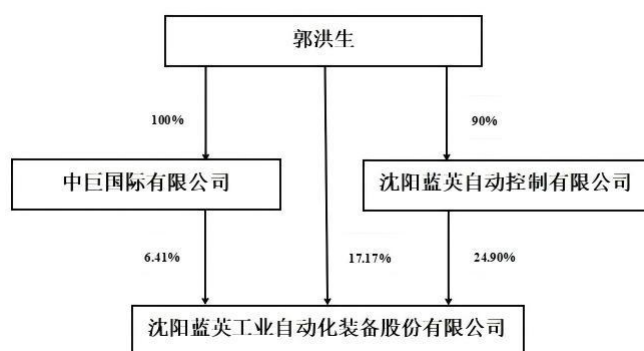 郭洪生
100%
90%
中巨国际有限公司
沈阳蓝英自动控制有限公司
6.41%
17.17%
24.90%
沈阳蓝英工业自动化装备股份有限公司